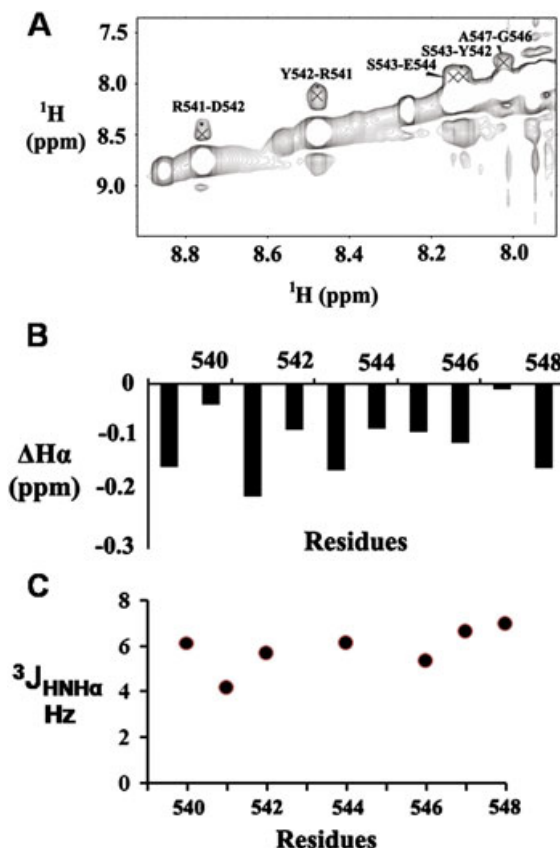 A
7.5
8.0
8.5
9.0
¹H
(ppm)
A547-G546
S543-Y542
S543-E544
Y542-R541
R541-D542
8.8 8.6 8.4 8.2 8.0
¹H (ppm)
B
540 542 544 546 548
0
-0.1
-0.2
-0.3
ΔHα
(ppm)
Residues
C
8
6
4
2
0
³J HNHα
Hz
540 542 544 546 548
Residues